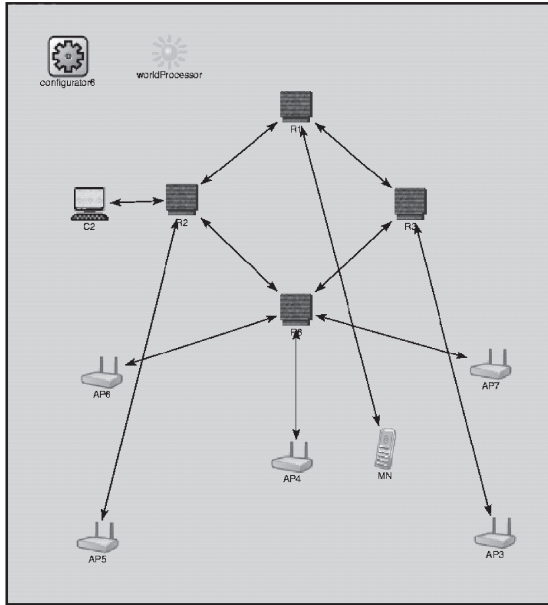 configurator6
worldProcessor
R1
C2
R2
R3
AP6
AP7
AP4
MN
AP5
AP3